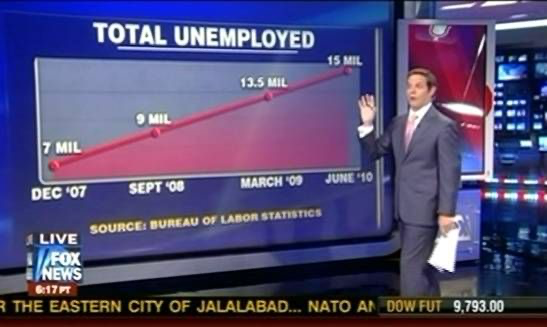 TOTAL UNEMPLOYED
15 MIL
13.5 MIL
9 MIL
7 MIL
DEC '07 SEPT '08 MARCH '09 JUNE '10
SOURCE: BUREAU OF LABOR STATISTICS
LIVE
FOX
NEWS
6:17 PT
R THE EASTERN CITY OF JALALABAD... NATO AN DOW FUT 9,793.00